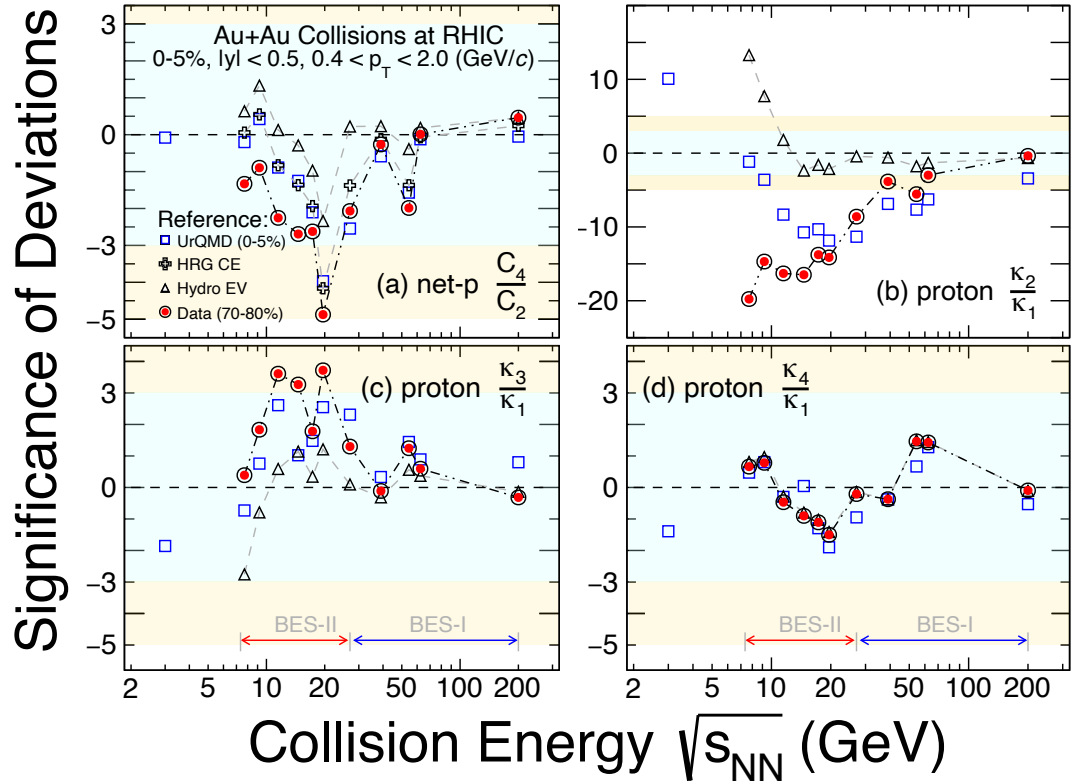 Significance of Deviations
3
0
−3
−5
Au+Au Collisions at RHIC
0-5%, |y| < 0.5, 0.4 < p_T < 2.0 (GeV/c)
Reference:
UrQMD (0-5%)
HRG CE
Hydro EV
Data (70-80%)
(a) net-p C₄/C₂
10
0
−10
−20
(b) proton κ₂/κ₁
3
0
−3
−5
(c) proton κ₃/κ₁
BES-II
BES-I
2 5 10 20 50 100 200
3
0
−3
−5
(d) proton κ₄/κ₁
BES-II
BES-I
2 5 10 20 50 100 200
Collision Energy √s_NN (GeV)